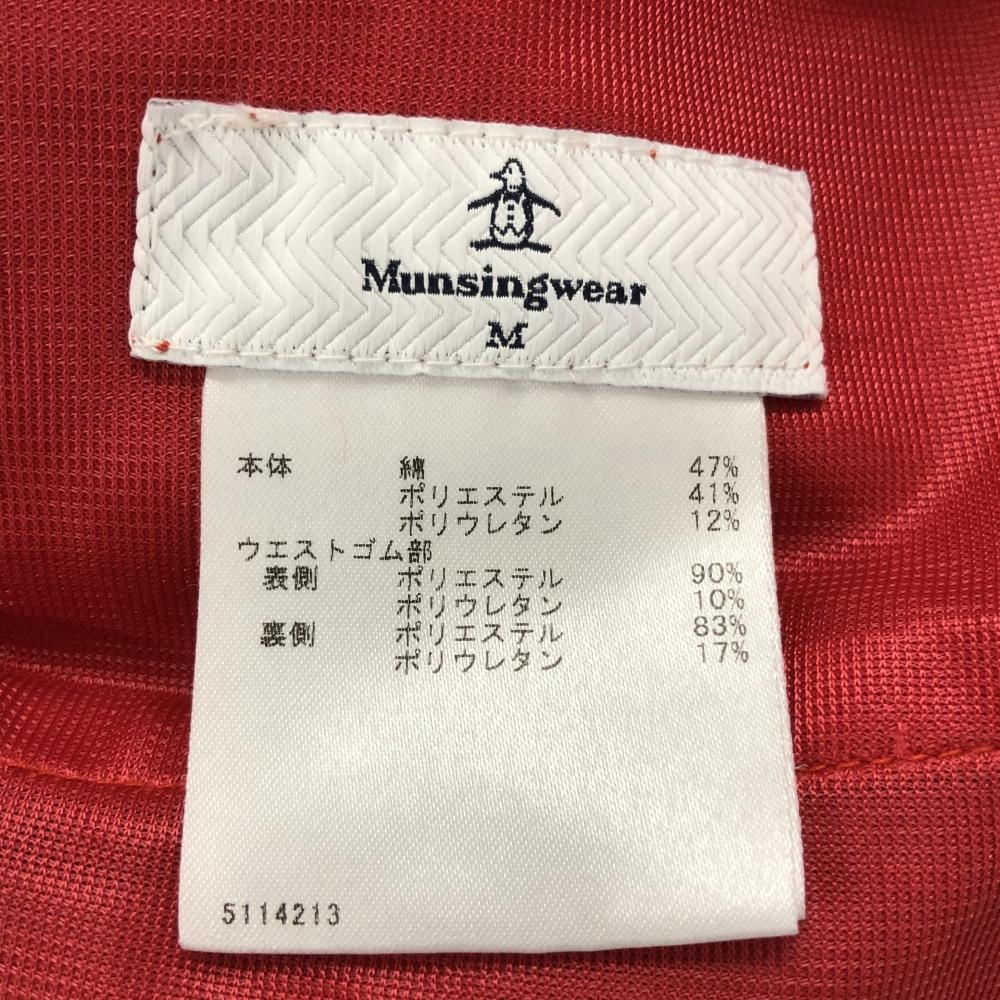 Munsingwear
M
本体 綿 47%
ポリエステル 41%
ポリウレタン 12%
ウエストゴム部
表側 ポリエステル 90%
ポリウレタン 10%
裏側 ポリエステル 83%
ポリウレタン 17%
5114213